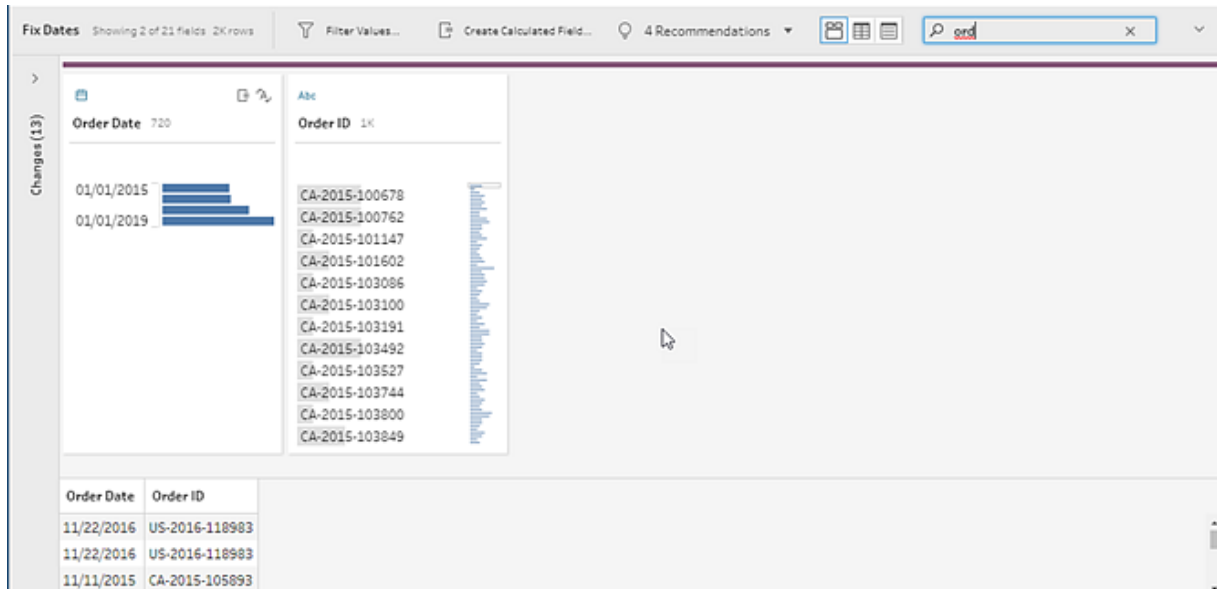 Fix Dates Showing 2 of 21 fields 2K rows Filter Values... Create Calculated Field... 4 Recommendations ord
Changes (13)
Abc
Order Date 720
Order ID 1K
01/01/2015
01/01/2019
CA-2015-100678
CA-2015-100762
CA-2015-101147
CA-2015-101602
CA-2015-103086
CA-2015-103100
CA-2015-103191
CA-2015-103492
CA-2015-103527
CA-2015-103744
CA-2015-103800
CA-2015-103849
Order Date Order ID
11/22/2016 US-2016-118983
11/22/2016 US-2016-118983
11/11/2015 CA-2015-105893